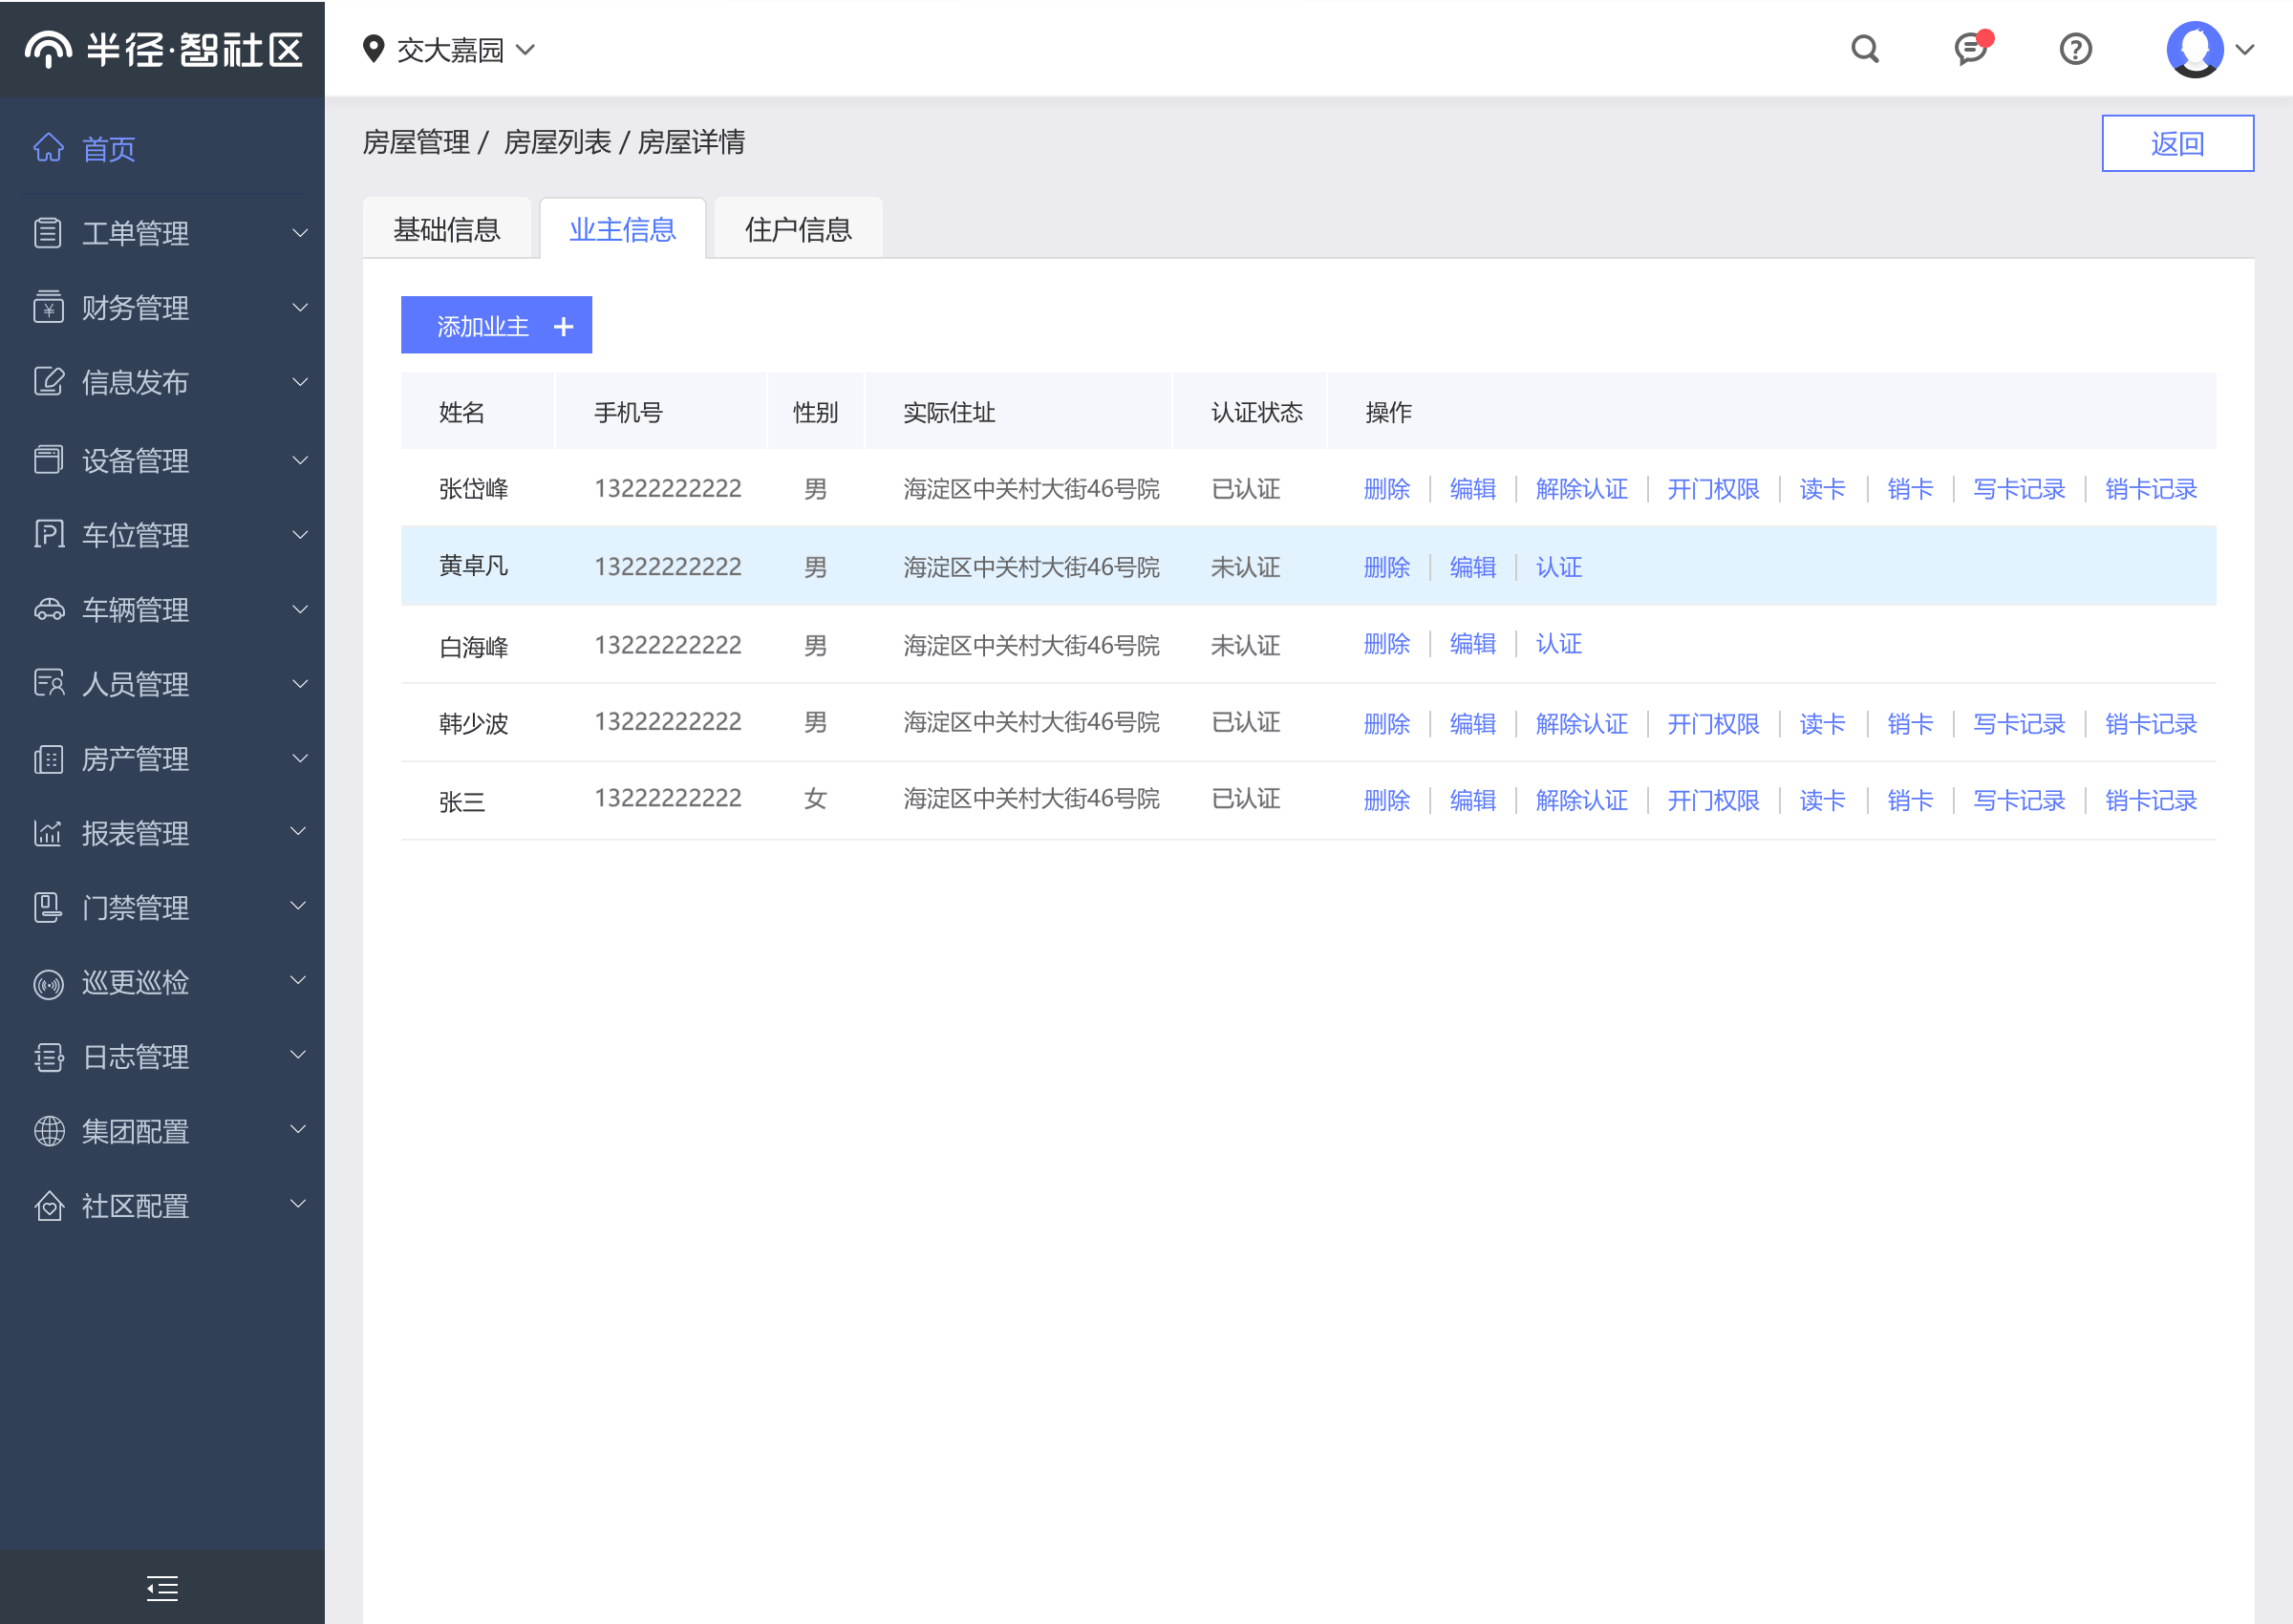 半径·智社区
交大嘉园
首页
工单管理
财务管理
信息发布
设备管理
车位管理
车辆管理
人员管理
房产管理
报表管理
门禁管理
巡更巡检
日志管理
集团配置
社区配置
房屋管理 / 房屋列表 / 房屋详情
返回
基础信息 业主信息 住户信息
添加业主 +
姓名 手机号 性别 实际住址 认证状态 操作
张岱峰 13222222222 男 海淀区中关村大街46号院 已认证 删除 编辑 解除认证 开门权限 读卡 销卡 写卡记录 销卡记录
黄卓凡 13222222222 男 海淀区中关村大街46号院 未认证 删除 编辑 认证
白海峰 13222222222 男 海淀区中关村大街46号院 未认证 删除 编辑 认证
韩少波 13222222222 男 海淀区中关村大街46号院 已认证 删除 编辑 解除认证 开门权限 读卡 销卡 写卡记录 销卡记录
张三 13222222222 女 海淀区中关村大街46号院 已认证 删除 编辑 解除认证 开门权限 读卡 销卡 写卡记录 销卡记录